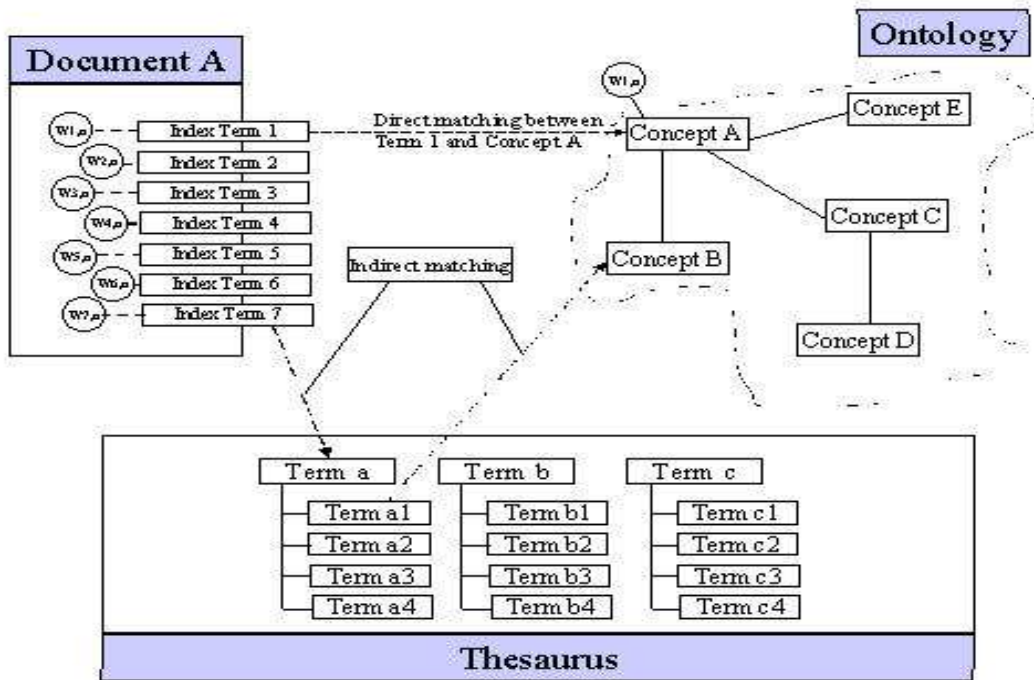 Document A
W1,a
Index Term 1
W2,a
Index Term 2
W3,a
Index Term 3
W4,a
Index Term 4
W5,a
Index Term 5
W6,a
Index Term 6
W7,a
Index Term 7
Direct matching between
Term 1 and Concept A
Indirect matching
Ontology
W1,a
Concept A
Concept E
Concept C
Concept B
Concept D
Term a
Term a1
Term a2
Term a3
Term a4
Term b
Term b1
Term b2
Term b3
Term b4
Term c
Term c1
Term c2
Term c3
Term c4
Thesaurus